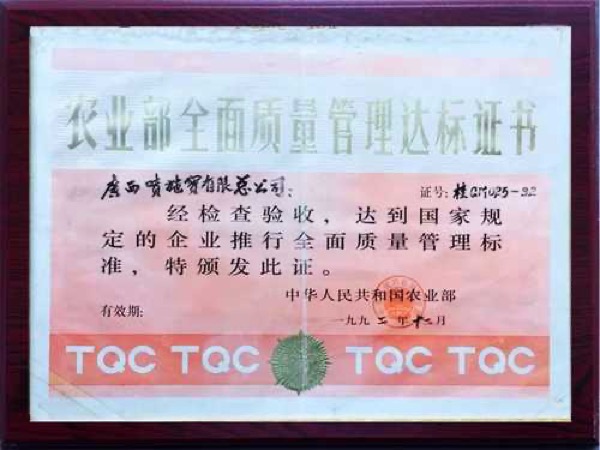 农业部全面质量管理达标证书
广西喷施宝有限总公司：
证号：桂QM025-92
经检查验收，达到国家规
定的企业推行全面质量管理标
准，特颁发此证。
中华人民共和国农业部
有效期：
一九九二年十二月
TQC TQC TQC TQC